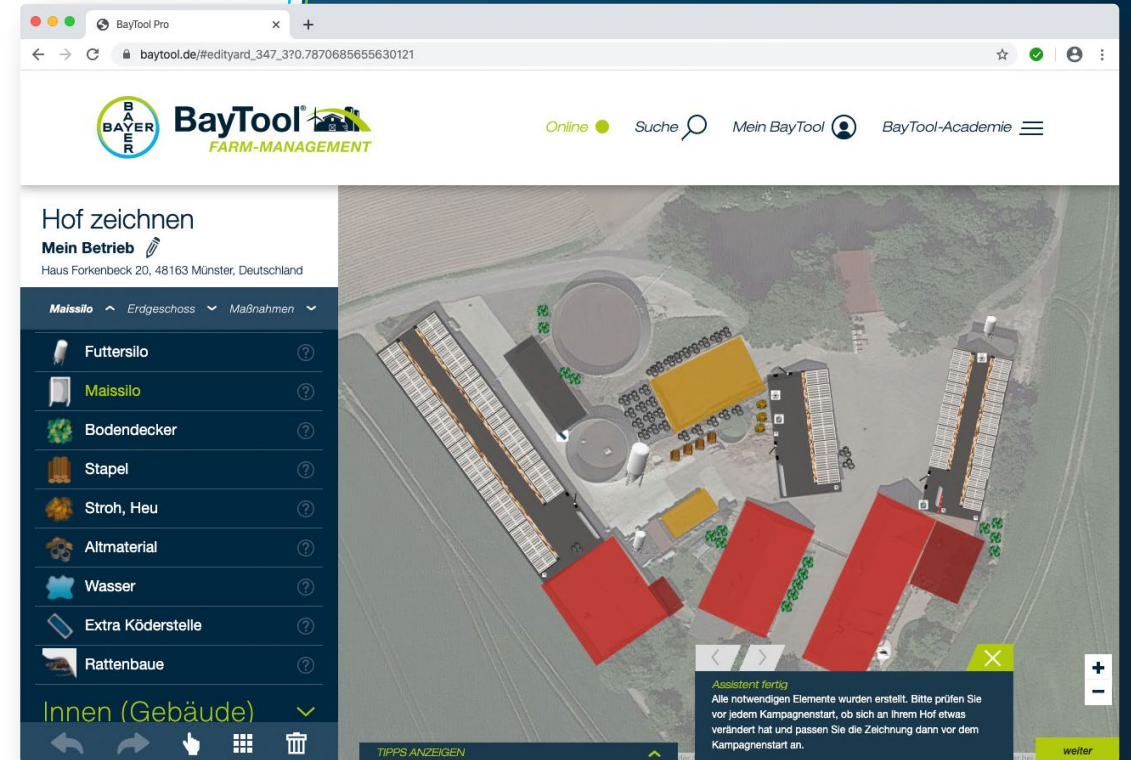 BayTool Pro
baytool.de/#edityard_347_3?0.7870685655630121
BAYER
BAYER
BayTool®
FARM-MANAGEMENT
Online
Suche
Mein BayTool
BayTool-Academie
Hof zeichnen
Mein Betrieb
Haus Forkenbeck 20, 48163 Münster, Deutschland
Maissilo Erdgeschoss Maßnahmen
Futtersilo ?
Maissilo ?
Bodendecker ?
Stapel ?
Stroh, Heu ?
Altmaterial ?
Wasser ?
Extra Köderstelle ?
Rattenbaue ?
Innen (Gebäude)
Assistent fertig
Alle notwendigen Elemente wurden erstellt. Bitte prüfen Sie
vor jedem Kampagnenstart, ob sich an Ihrem Hof etwas
verändert hat und passen Sie die Zeichnung dann vor dem
Kampagnenstart an.
+
−
TIPPS ANZEIGEN
weiter